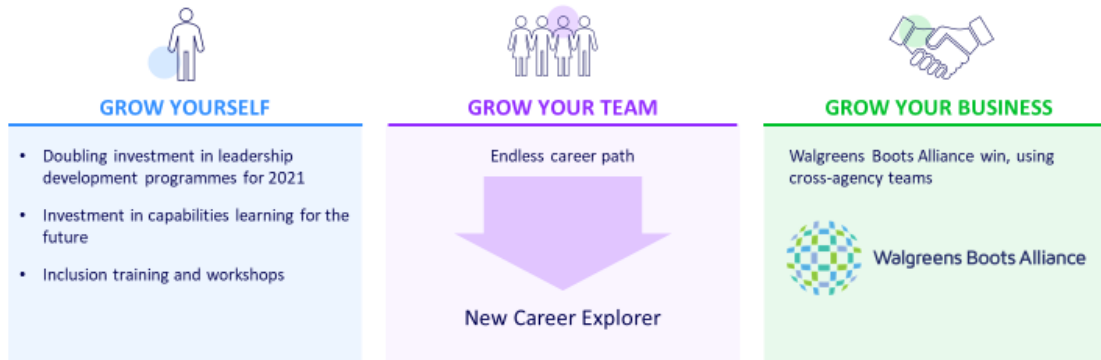 GROW YOURSELF
• Doubling investment in leadership
development programmes for 2021
• Investment in capabilities learning for the
future
• Inclusion training and workshops
GROW YOUR TEAM
Endless career path
New Career Explorer
GROW YOUR BUSINESS
Walgreens Boots Alliance win, using
cross-agency teams
Walgreens Boots Alliance